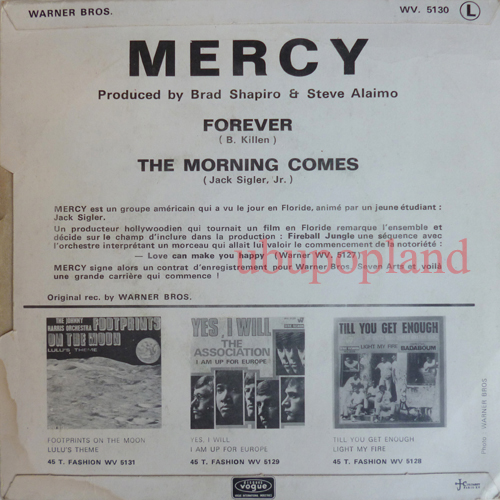 WARNER BROS.
WV. 5130 L
MERCY
Produced by Brad Shapiro & Steve Alaimo
FOREVER
( B. Killen )
THE MORNING COMES
( Jack Sigler, Jr. )
MERCY est un groupe américain qui a vu le jour en Floride, animé par un jeune étudiant :
Jack Sigler.
Un producteur hollywoodien qui tournait un film en Floride remarque l'ensemble et
décide sur le champ d'inclure dans la production : Fireball Jungle une séquence avec
l'orchestre interprétant un morceau qui allait lui valoir le commencement de la notoriété :
— Love can make you happy (Warner WV. 5127)
MERCY signe alors un contrat d'enregistrement pour Warner Bros. Seven Arts et voilà
une grande carrière qui commence !
ubupopland
Original rec. by WARNER BROS.
THE JOHNNY
HARRIS ORCHESTRA
FOOTPRINTS
ON THE MOON
LULU'S THEME
YES, I WILL
THE
ASSOCIATION
I AM UP FOR EUROPE
TILL YOU GET ENOUGH
LIGHT MY FIRE
BADABOUM
FOOTPRINTS ON THE MOON
LULU'S THEME
45 T. FASHION WV 5131
YES, I WILL
I AM UP FOR EUROPE
45 T. FASHION WV 5129
TILL YOU GET ENOUGH
LIGHT MY FIRE
45 T. FASHION WV 5128
Photo : WARNER BROS
disques
vogue